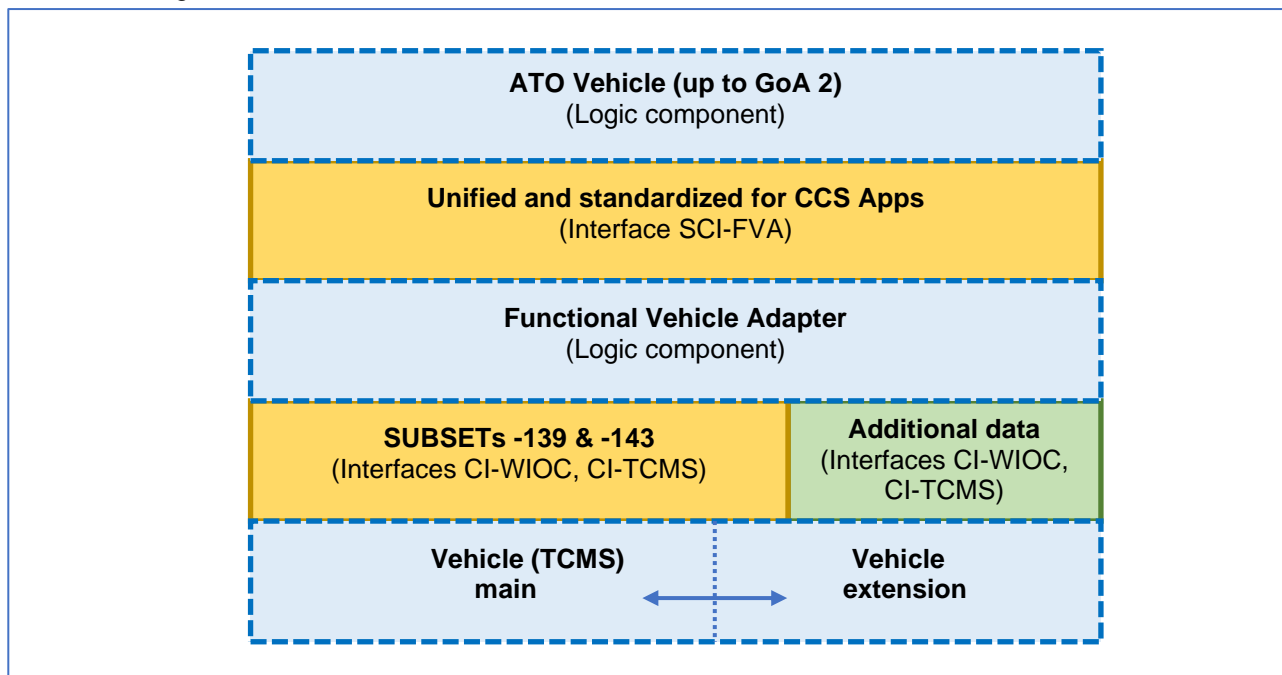 ATO Vehicle (up to GoA 2)
(Logic component)
Unified and standardized for CCS Apps
(Interface SCI-FVA)
Functional Vehicle Adapter
(Logic component)
SUBSETs -139 & -143
(Interfaces CI-WIOC, CI-TCMS)
Additional data
(Interfaces CI-WIOC,
CI-TCMS)
Vehicle (TCMS)
main
Vehicle
extension